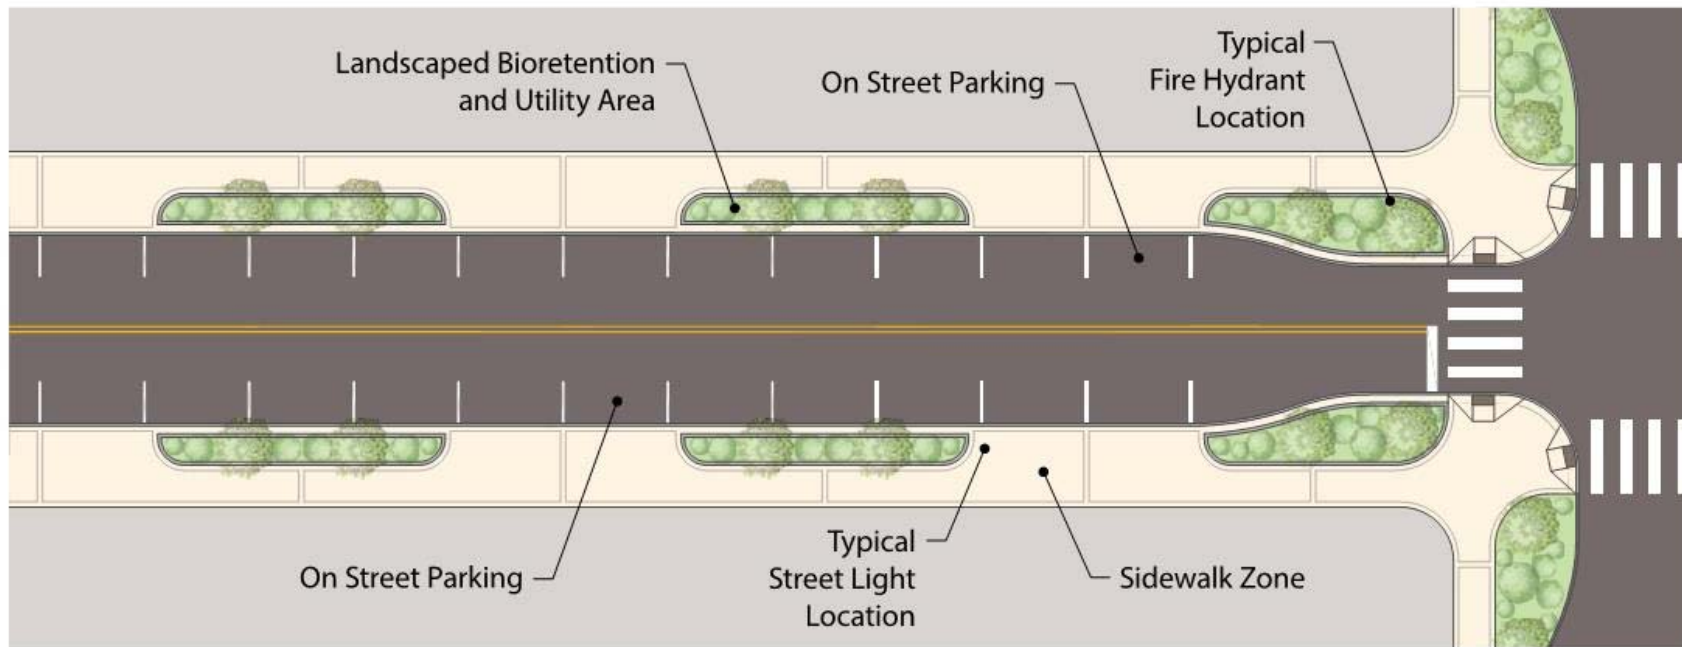 Landscaped Bioretention
and Utility Area
On Street Parking
Typical
Fire Hydrant
Location
On Street Parking
Typical
Street Light
Location
Sidewalk Zone